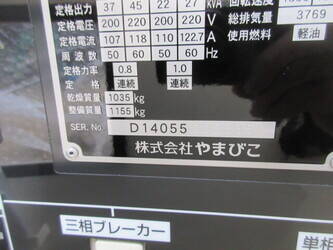 定格出力 37 45 22 27 kVA 回転速度
定格電圧 200 220 200 220 V 総排気量 3769
定格電流 107 118 110 122.7 A 使用燃料 軽油
周波数 50 60 50 60 Hz
定格力率 0.8 1.0
定格 連続 連続
乾燥質量 1035 kg
整備質量 1155 kg
SER. No. D14055
株式会社 やまびこ
三相ブレーカー 単相